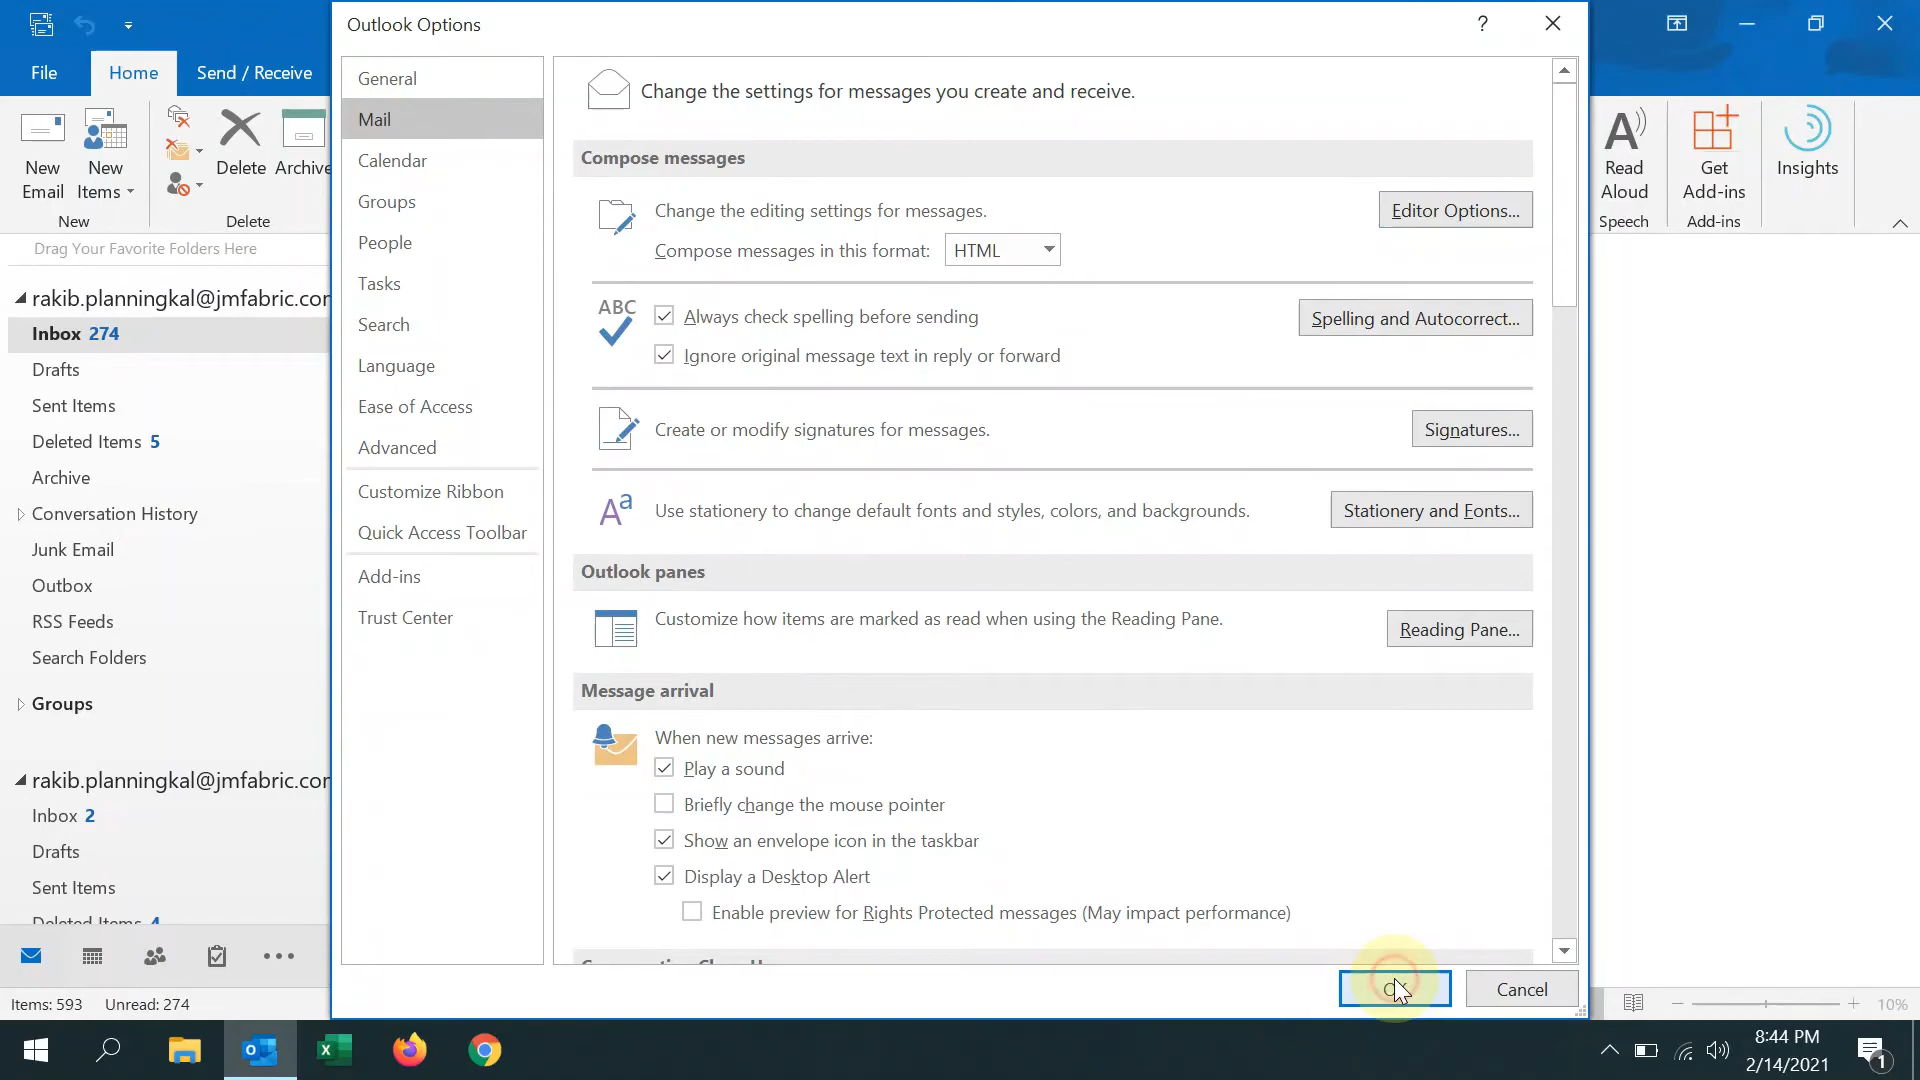 Outlook Options
?
File
Home
Send / Receive
New
Email
New
Items
Delete
Archive
New
Delete
Drag Your Favorite Folders Here
rakib.planningkal@jmfabric.com
Inbox 274
Drafts
Sent Items
Deleted Items 5
Archive
Conversation History
Junk Email
Outbox
RSS Feeds
Search Folders
Groups
rakib.planningkal@jmfabric.com
Inbox 2
Drafts
Sent Items
Deleted Items 4
Items: 593 Unread: 274
General
Mail
Calendar
Groups
People
Tasks
Search
Language
Ease of Access
Advanced
Customize Ribbon
Quick Access Toolbar
Add-ins
Trust Center
Change the settings for messages you create and receive.
Compose messages
Change the editing settings for messages.
Editor Options...
Compose messages in this format: HTML
ABC
Always check spelling before sending
Spelling and Autocorrect...
Ignore original message text in reply or forward
Create or modify signatures for messages.
Signatures...
Aa
Use stationery to change default fonts and styles, colors, and backgrounds.
Stationery and Fonts...
Outlook panes
Customize how items are marked as read when using the Reading Pane.
Reading Pane...
Message arrival
When new messages arrive:
Play a sound
Briefly change the mouse pointer
Show an envelope icon in the taskbar
Display a Desktop Alert
Enable preview for Rights Protected messages (May impact performance)
OK
Cancel
Read
Aloud
Speech
Get
Add-ins
Add-ins
Insights
10%
8:44 PM
2/14/2021
1